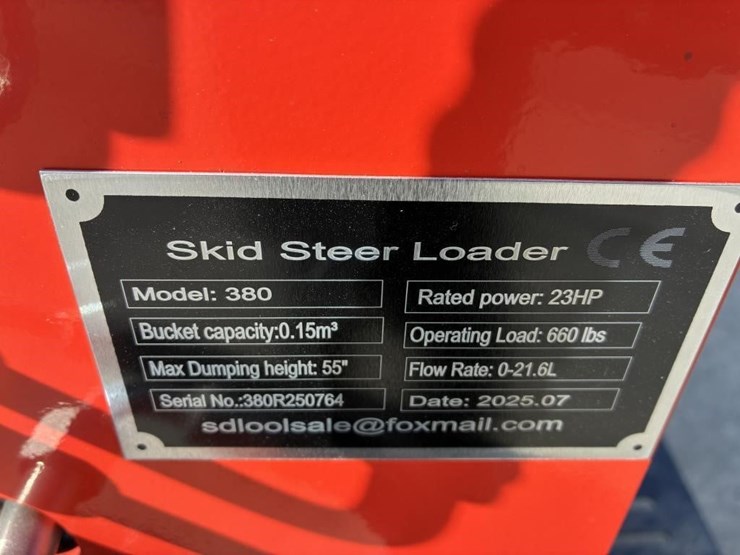 Skid Steer Loader CE
Model: 380
Rated power: 23HP
Bucket capacity:0.15m³
Operating Load: 660 lbs
Max Dumping height: 55"
Flow Rate: 0-21.6L
Serial No.:380R250764
Date: 2025.07
sdloolsale@foxmail.com